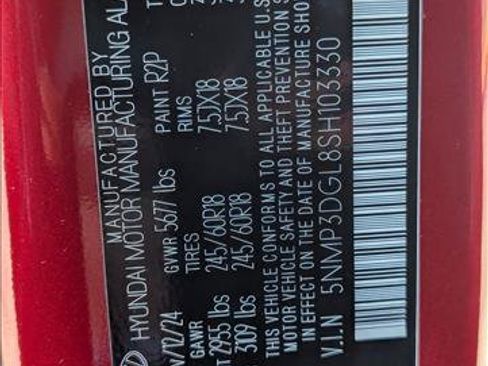 MANUFACTURED BY
HYUNDAI MOTOR MANUFACTURING ALA
/12/24 GVWR 5677 lbs PAINT R2P
GAWR TIRES RIMS
2955 lbs 245/60R18 7.5JX18
3109 lbs 245/60R18 7.5JX18
THIS VEHICLE CONFORMS TO ALL APPLICABLE U.S
MOTOR VEHICLE SAFETY AND THEFT PREVENTION S
IN EFFECT ON THE DATE OF MANUFACTURE SHO
V.I.N 5NMP3DGL8SH103330